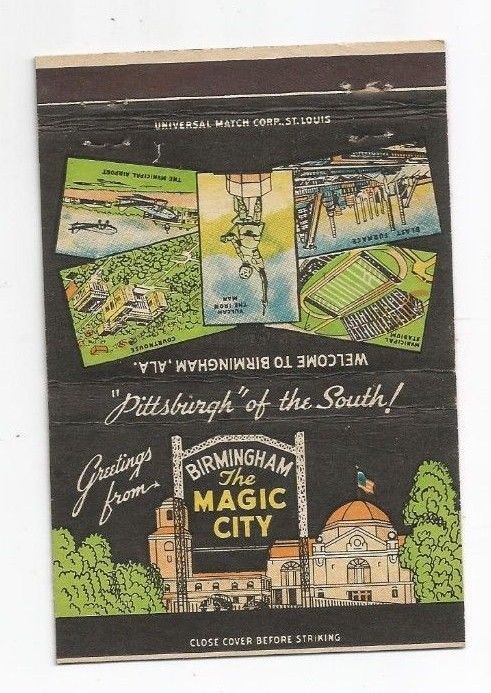 UNIVERSAL MATCH CORP., ST. LOUIS
THE MUNICIPAL AIRPORT
VULCAN
THE IRON
MAN
BLAST FURNACE
COURTHOUSE
MUNICIPAL
STADIUM
WELCOME TO BIRMINGHAM, ALA.
"Pittsburgh" of the South!
Greetings
from
BIRMINGHAM
The
MAGIC
CITY
CLOSE COVER BEFORE STRIKING